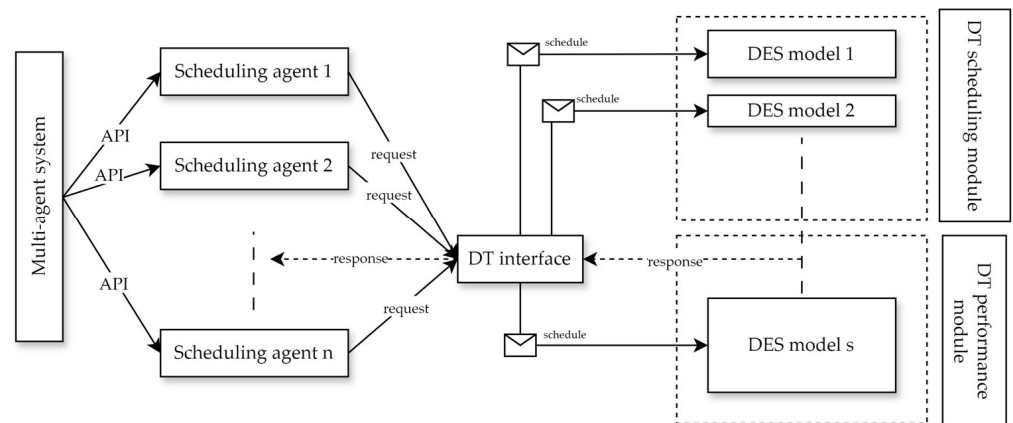 Multi-agent system
API
API
API
Scheduling agent 1
Scheduling agent 2
Scheduling agent n
request
request
request
response
DT interface
schedule
schedule
schedule
response
DES model 1
DES model 2
DES model s
DT scheduling module
DT performance
module